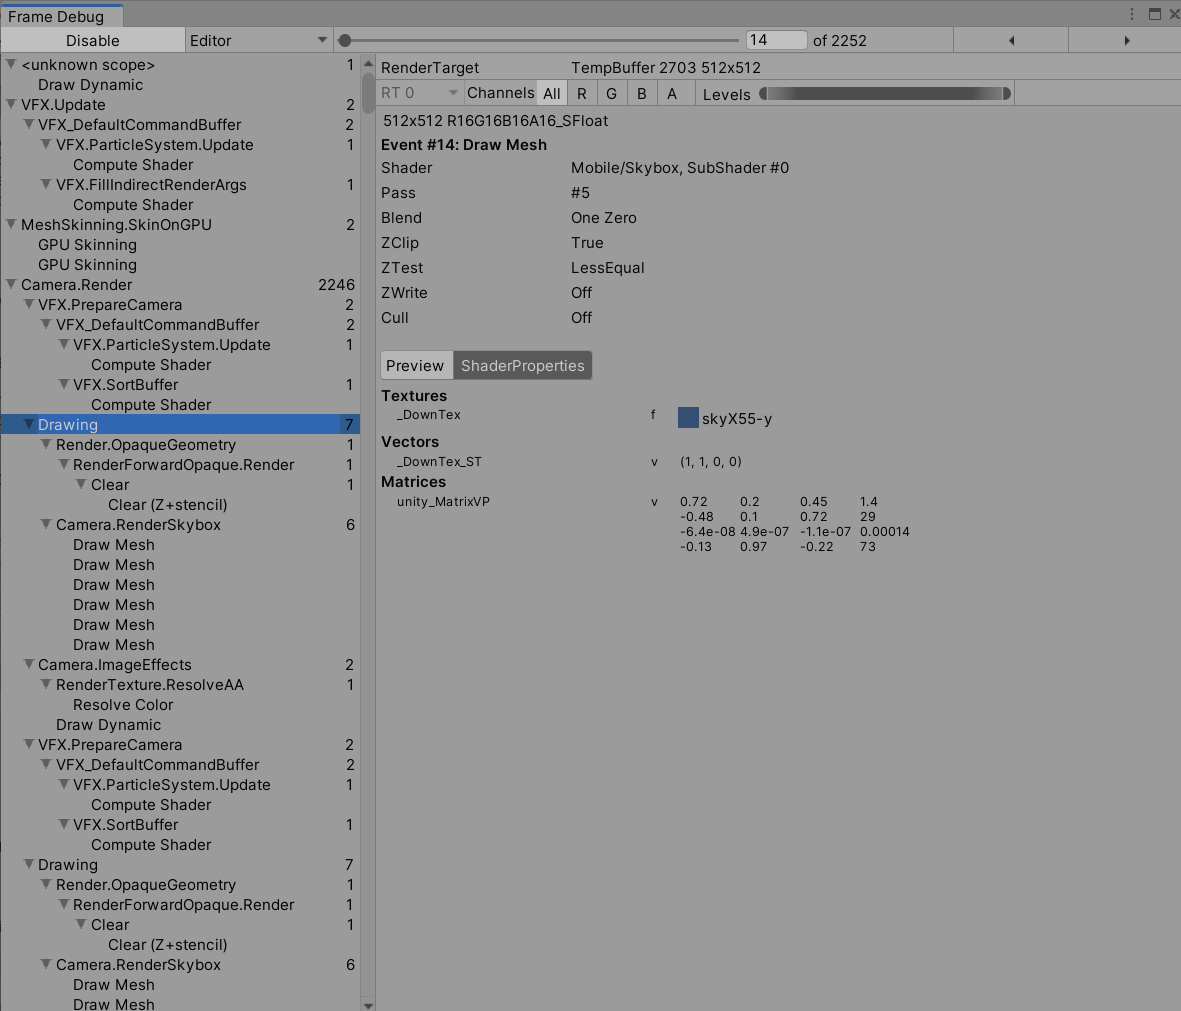 Frame Debug
Disable
Editor
14
of 2252
<unknown scope> 1
Draw Dynamic
VFX.Update 2
VFX_DefaultCommandBuffer 2
VFX.ParticleSystem.Update 1
Compute Shader
VFX.FillIndirectRenderArgs 1
Compute Shader
MeshSkinning.SkinOnGPU 2
GPU Skinning
GPU Skinning
Camera.Render 2246
VFX.PrepareCamera 2
VFX_DefaultCommandBuffer 2
VFX.ParticleSystem.Update 1
Compute Shader
VFX.SortBuffer 1
Compute Shader
Drawing 7
Render.OpaqueGeometry 1
RenderForwardOpaque.Render 1
Clear 1
Clear (Z+stencil)
Camera.RenderSkybox 6
Draw Mesh
Draw Mesh
Draw Mesh
Draw Mesh
Draw Mesh
Draw Mesh
Camera.ImageEffects 2
RenderTexture.ResolveAA 1
Resolve Color
Draw Dynamic
VFX.PrepareCamera 2
VFX_DefaultCommandBuffer 2
VFX.ParticleSystem.Update 1
Compute Shader
VFX.SortBuffer 1
Compute Shader
Drawing 7
Render.OpaqueGeometry 1
RenderForwardOpaque.Render 1
Clear 1
Clear (Z+stencil)
Camera.RenderSkybox 6
Draw Mesh
Draw Mesh
RenderTarget TempBuffer 2703 512x512
RT 0 Channels All R G B A Levels
512x512 R16G16B16A16_SFloat
Event #14: Draw Mesh
Shader Mobile/Skybox, SubShader #0
Pass #5
Blend One Zero
ZClip True
ZTest LessEqual
ZWrite Off
Cull Off
Preview ShaderProperties
Textures
_DownTex f skyX55-y
Vectors
_DownTex_ST v (1, 1, 0, 0)
Matrices
unity_MatrixVP v 0.72 0.2 0.45 1.4
-0.48 0.1 0.72 29
-6.4e-08 4.9e-07 -1.1e-07 0.00014
-0.13 0.97 -0.22 73